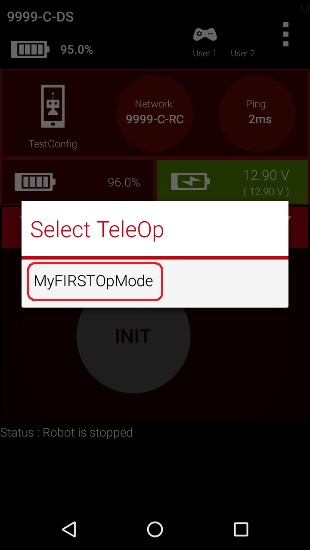 9999-C-DS
95.0%
User 1 User 2
Network:
9999-C-RC
Ping:
2ms
TestConfig
96.0%
12.90 V
( 12.90 V )
Select TeleOp
MyFIRSTOpMode
INIT
Status : Robot is stopped